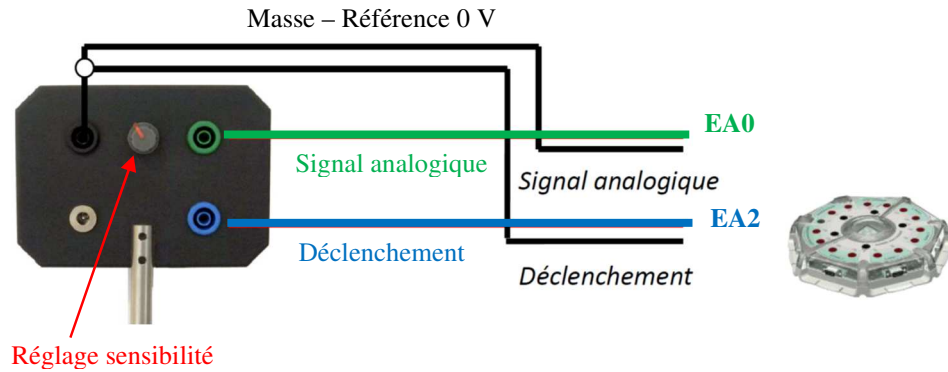 Masse – Référence 0 V
EA0
Signal analogique
Signal analogique
EA2
Déclenchement
Déclenchement
Réglage sensibilité